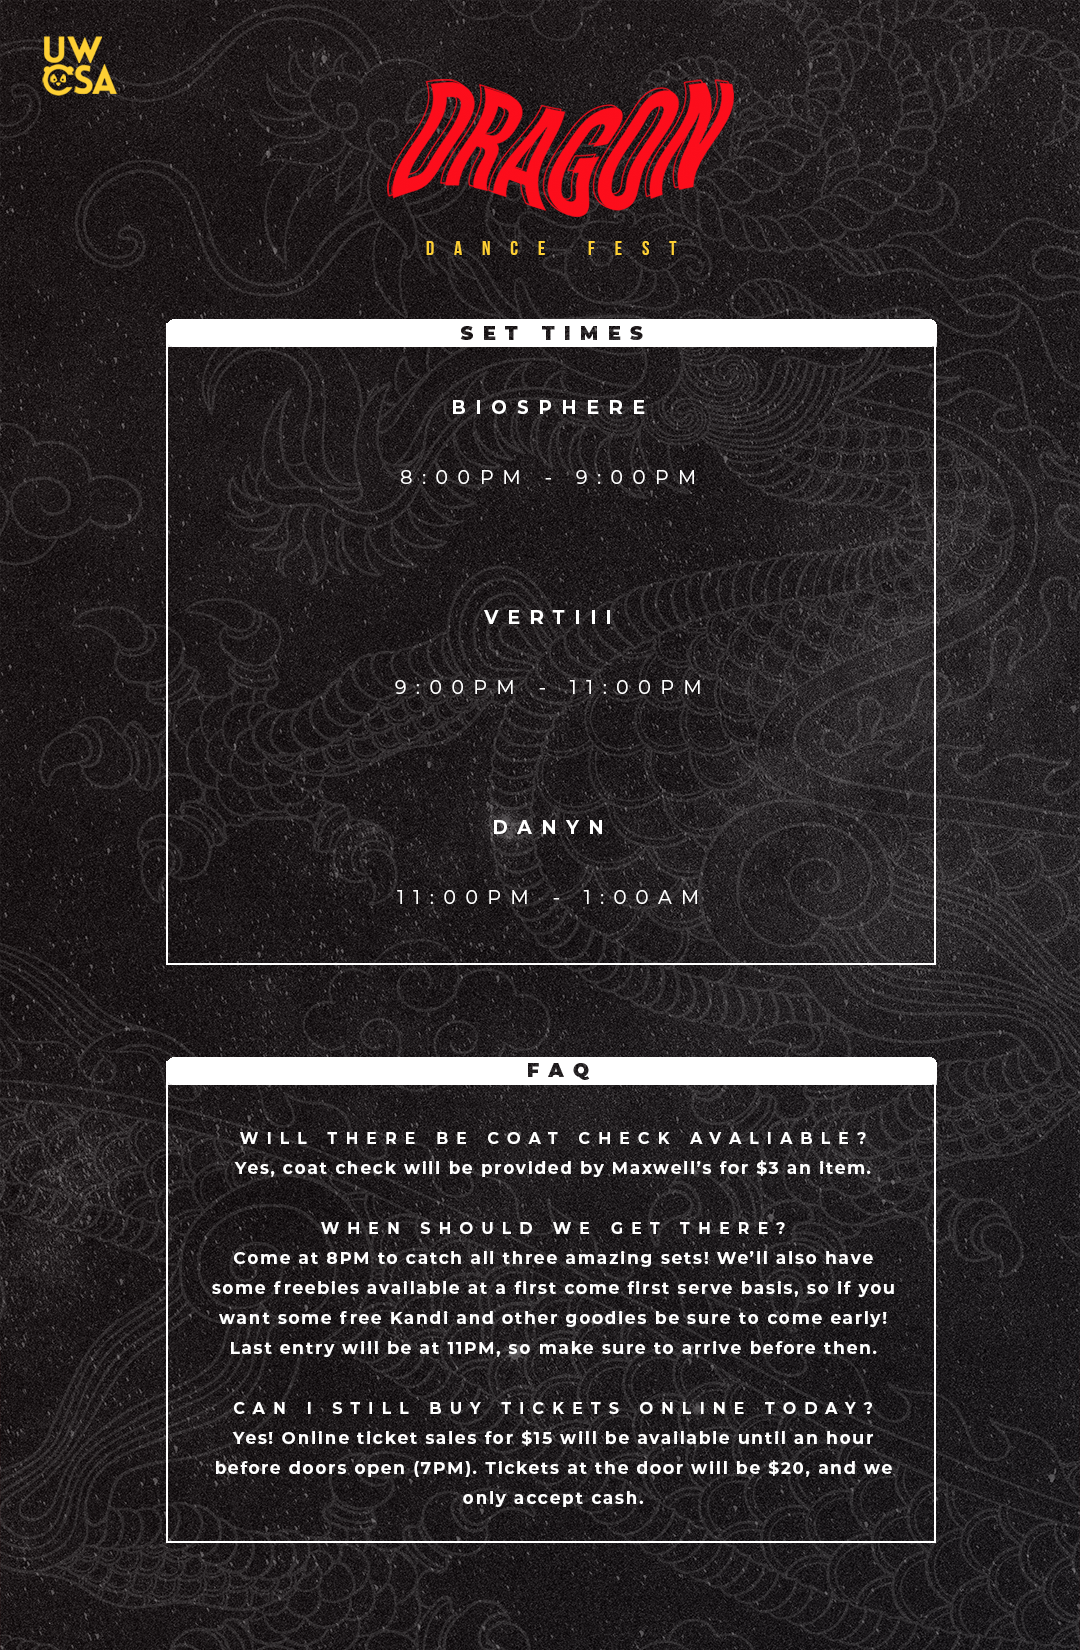 UW
CSA
DRAGON
DANCE FEST
SET TIMES
BIOSPHERE
8:00PM - 9:00PM
VERTIII
9:00PM - 11:00PM
DANYN
11:00PM - 1:00AM
FAQ
WILL THERE BE COAT CHECK AVALIABLE?
Yes, coat check will be provided by Maxwell’s for $3 an item.
WHEN SHOULD WE GET THERE?
Come at 8PM to catch all three amazing sets! We’ll also have
some freebies available at a first come first serve basis, so if you
want some free Kandi and other goodies be sure to come early!
Last entry will be at 11PM, so make sure to arrive before then.
CAN I STILL BUY TICKETS ONLINE TODAY?
Yes! Online ticket sales for $15 will be available until an hour
before doors open (7PM). Tickets at the door will be $20, and we
only accept cash.